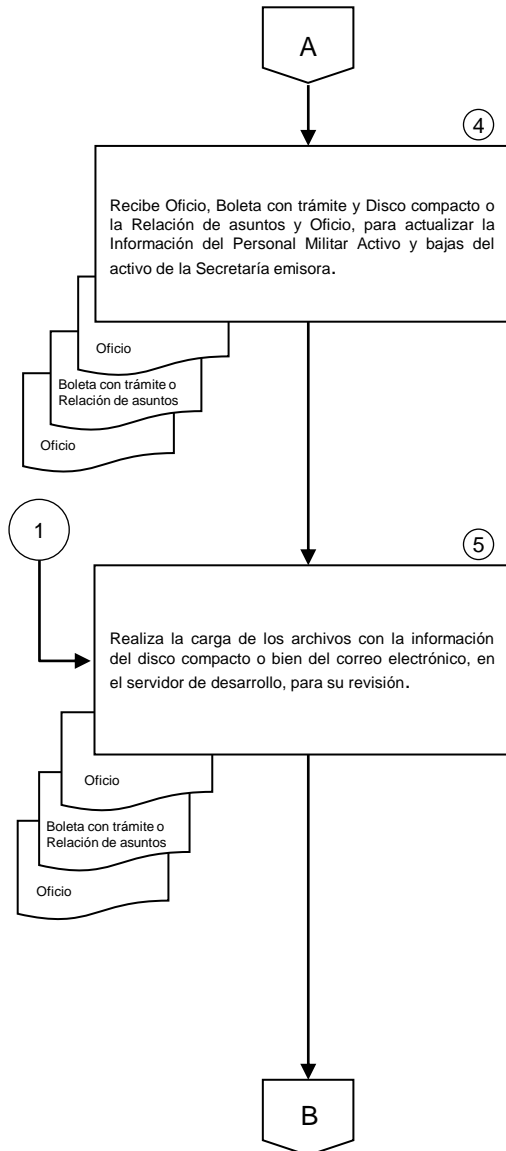 A
4
Recibe Oficio, Boleta con trámite y Disco compacto o
la Relación de asuntos y Oficio, para actualizar la
Información del Personal Militar Activo y bajas del
activo de la Secretaría emisora.
Oficio
Boleta con trámite o
Relación de asuntos
Oficio
1
5
Realiza la carga de los archivos con la información
del disco compacto o bien del correo electrónico, en
el servidor de desarrollo, para su revisión.
Oficio
Boleta con trámite o
Relación de asuntos
Oficio
B